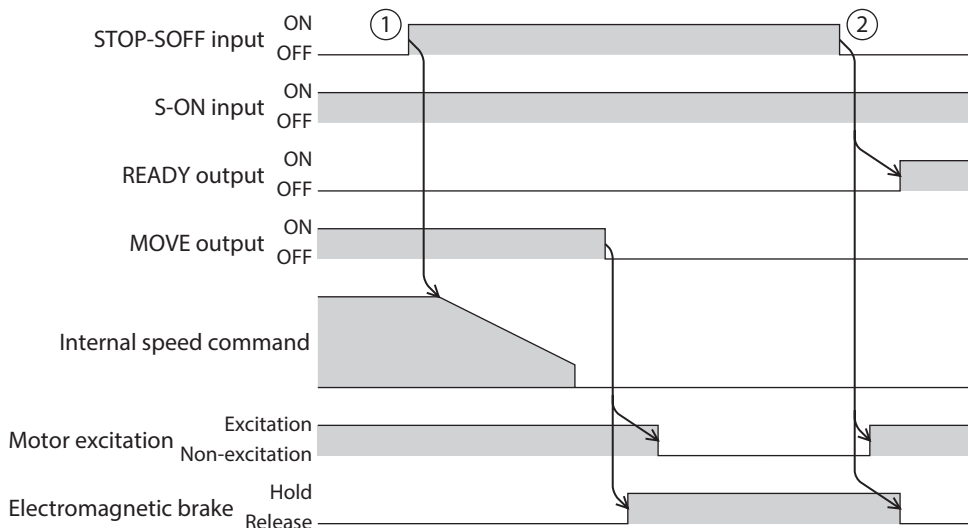 ① ②
STOP-SOFF input ON
OFF
S-ON input ON
OFF
READY output ON
OFF
MOVE output ON
OFF
Internal speed command
Motor excitation Excitation
Non-excitation
Electromagnetic brake Hold
Release